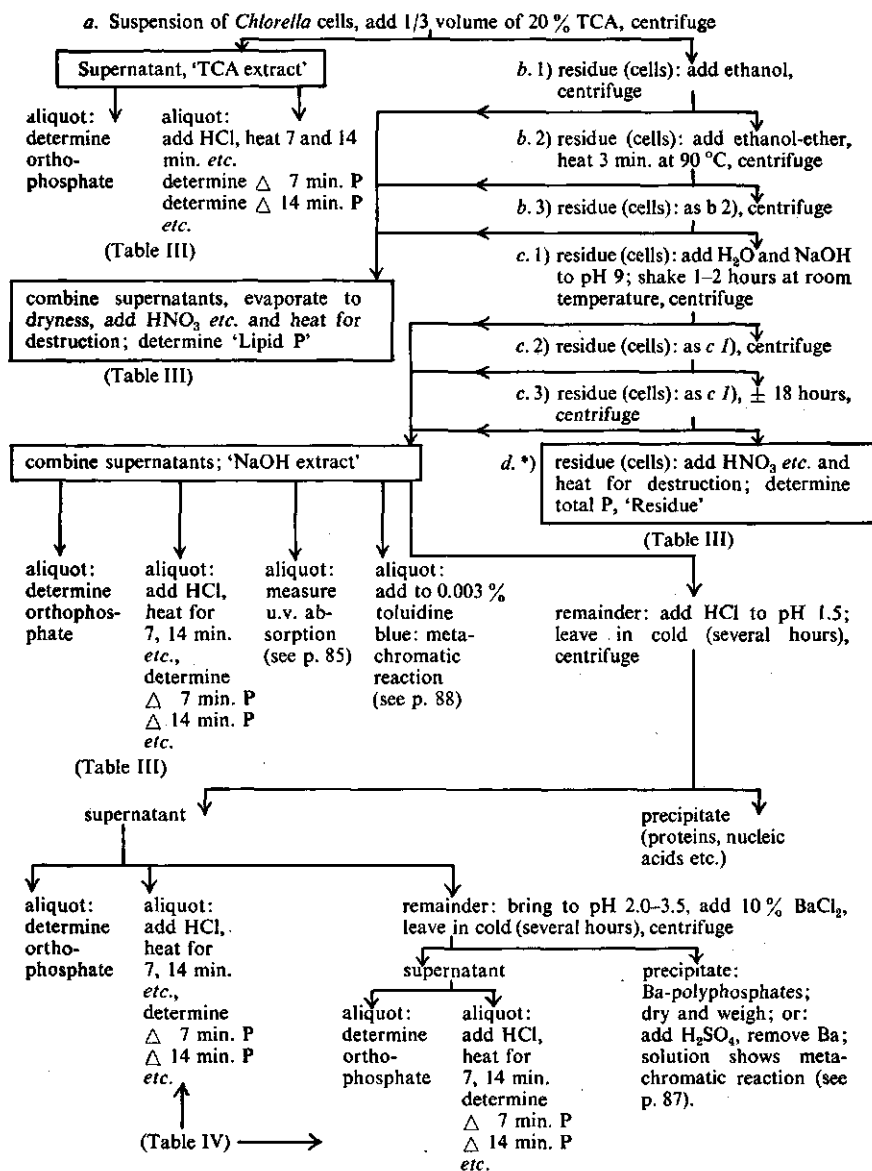 a. Suspension of Chlorella cells, add 1/3 volume of 20 % TCA, centrifuge
Supernatant, ‘TCA extract’
aliquot:
determine
ortho-
phosphate
aliquot:
add HCl, heat 7 and 14
min. etc.
determine △ 7 min. P
determine △ 14 min. P
etc.
(Table III)
b. 1) residue (cells): add ethanol,
centrifuge
b. 2) residue (cells): add ethanol-ether,
heat 3 min. at 90 °C, centrifuge
b. 3) residue (cells): as b 2), centrifuge
c. 1) residue (cells): add H₂O and NaOH
to pH 9; shake 1–2 hours at room
temperature, centrifuge
combine supernatants, evaporate to
dryness, add HNO₃ etc. and heat for
destruction; determine ‘Lipid P’
(Table III)
c. 2) residue (cells): as c 1), centrifuge
c. 3) residue (cells): as c 1), ± 18 hours,
centrifuge
combine supernatants; ‘NaOH extract’
d. *)
residue (cells): add HNO₃ etc. and
heat for destruction; determine
total P, ‘Residue’
(Table III)
aliquot:
determine
orthophos-
phate
aliquot:
add HCl,
heat for
7, 14 min.
etc.,
determine
△ 7 min. P
△ 14 min. P
etc.
(Table III)
aliquot:
measure
u.v. ab-
sorption
(see p. 85)
aliquot:
add to 0.003 %
toluidine
blue: meta-
chromatic
reaction
(see p. 88)
remainder: add HCl to pH 1.5;
leave in cold (several hours),
centrifuge
supernatant
precipitate
(proteins, nucleic
acids etc.)
aliquot:
determine
ortho-
phosphate
aliquot:
add HCl,
heat for
7, 14 min.
etc.,
determine
△ 7 min. P
△ 14 min. P
etc.
remainder: bring to pH 2.0–3.5, add 10 % BaCl₂,
leave in cold (several hours), centrifuge
supernatant
aliquot:
determine
ortho-
phosphate
aliquot:
add HCl,
heat for
7, 14 min.
determine
△ 7 min. P
△ 14 min. P
etc.
precipitate:
Ba-polyphosphates;
dry and weigh; or:
add H₂SO₄, remove Ba;
solution shows meta-
chromatic reaction (see
p. 87).
(Table IV)